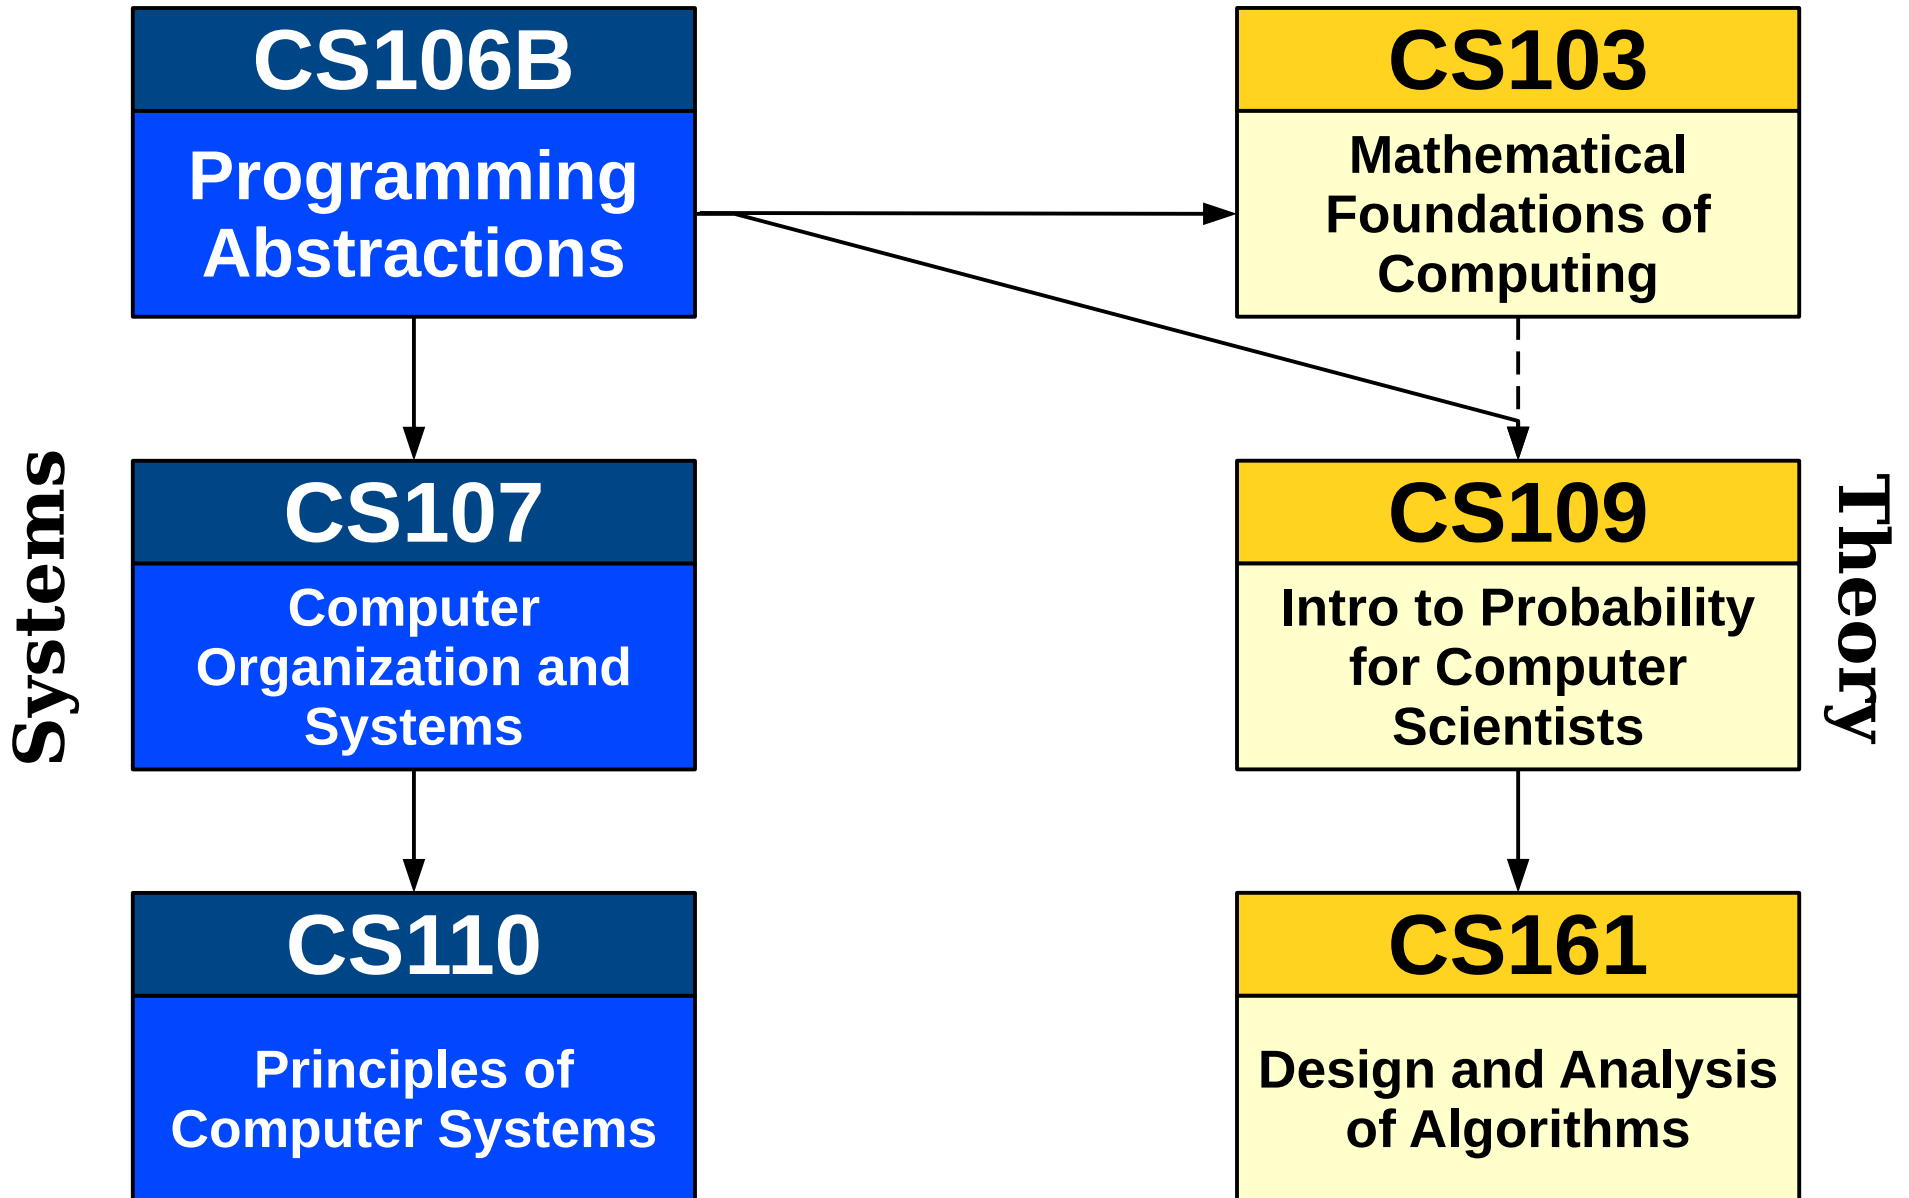 CS106B
Programming
Abstractions
CS103
Mathematical
Foundations of
Computing
Systems
CS107
Computer
Organization and
Systems
CS109
Intro to Probability
for Computer
Scientists
Theory
CS110
Principles of
Computer Systems
CS161
Design and Analysis
of Algorithms